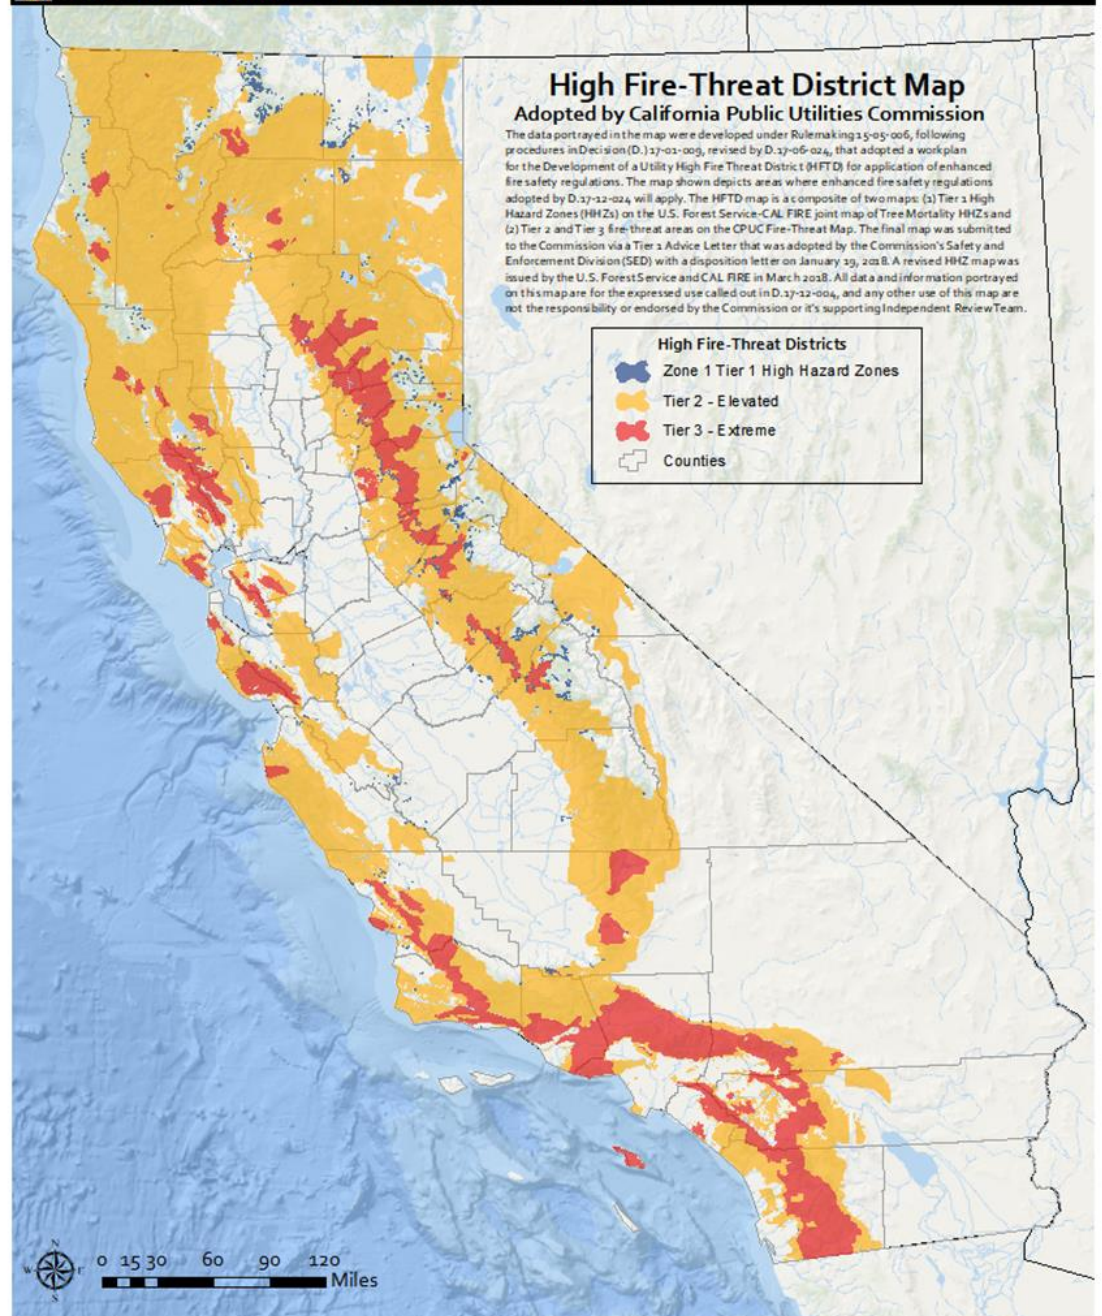 High Fire-Threat District Map
Adopted by California Public Utilities Commission
The data portrayed in the map were developed under Rulemaking 15-05-006, following
procedures in Decision (D.) 17-01-009, revised by D.17-06-024, that adopted a workplan
for the Development of a Utility High Fire Threat District (HFTD) for application of enhanced
fire safety regulations. The map shown depicts areas where enhanced fire safety regulations
adopted by D.17-12-024 will apply. The HFTD map is a composite of two maps: (1) Tier 1 High
Hazard Zones (HHZs) on the U.S. Forest Service-CAL FIRE joint map of Tree Mortality HHZs and
(2) Tier 2 and Tier 3 fire-threat areas on the CPUC Fire-Threat Map. The final map was submitted
to the Commission via a Tier 1 Advice Letter that was adopted by the Commission's Safety and
Enforcement Division (SED) with a disposition letter on January 19, 2018. A revised HHZ map was
issued by the U.S. Forest Service and CAL FIRE in March 2018. All data and information portrayed
on this map are for the expressed use called out in D.17-12-004, and any other use of this map are
not the responsibility or endorsed by the Commission or it's supporting Independent Review Team.
High Fire-Threat Districts
Zone 1 Tier 1 High Hazard Zones
Tier 2 - Elevated
Tier 3 - Extreme
Counties
N
W E
S
0 15 30 60 90 120
Miles